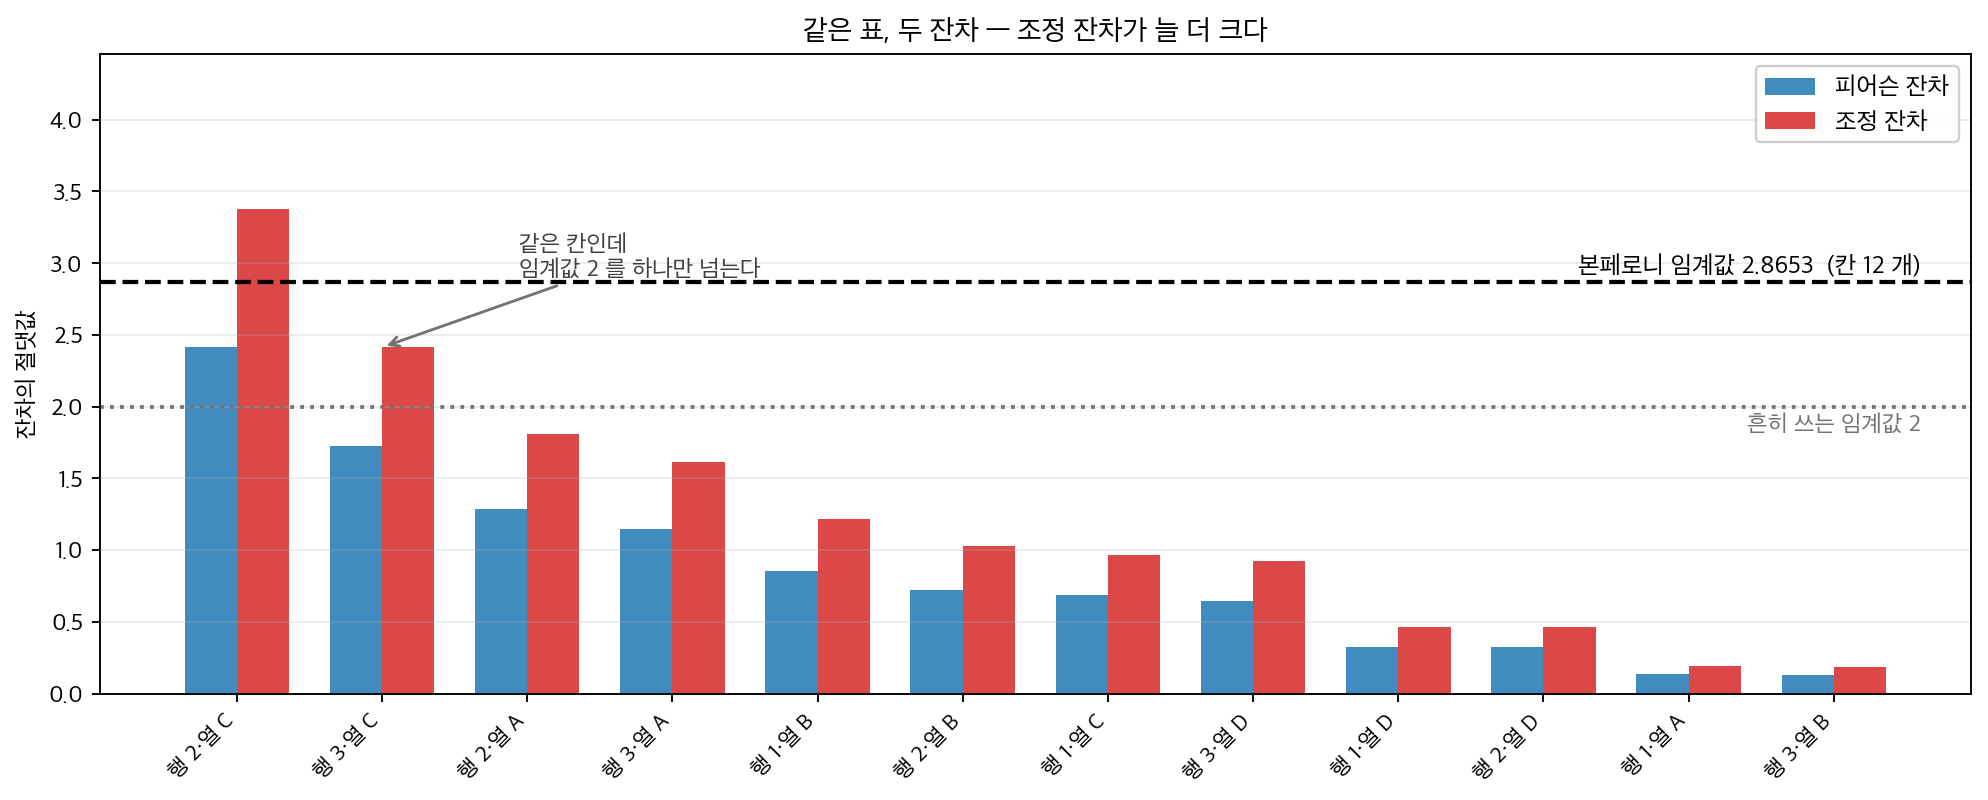 같은 표, 두 잔차 — 조정 잔차가 늘 더 크다
피어슨 잔차
조정 잔차
같은 칸인데
임계값 2 를 하나만 넘는다
본페로니 임계값 2.8653 (칸 12 개)
흔히 쓰는 임계값 2
잔차의 절댓값
4.0
3.5
3.0
2.5
2.0
1.5
1.0
0.5
0.0
행 2·열 C
행 3·열 C
행 2·열 A
행 3·열 A
행 1·열 B
행 2·열 B
행 1·열 C
행 3·열 D
행 1·열 D
행 2·열 D
행 1·열 A
행 3·열 B